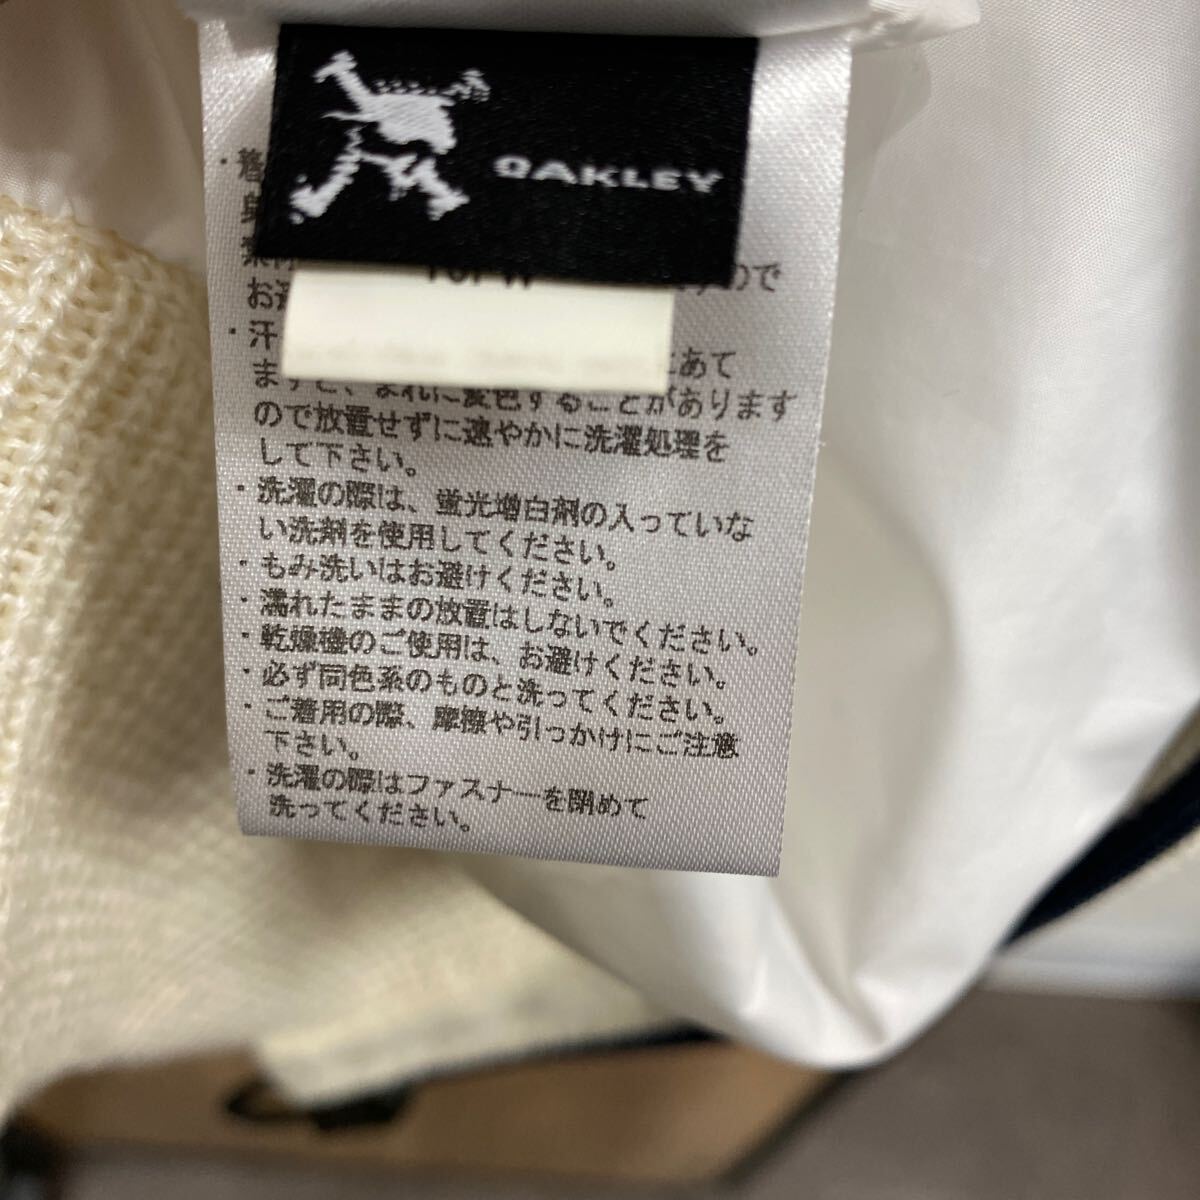 OAKLEY
ので
お
・汗
にあて
ますと、まれに変色することがあります
ので放置せずに速やかに洗濯処理を
して下さい。
・洗濯の際は、蛍光増白剤の入っていな
い洗剤を使用してください。
・もみ洗いはお避けください。
・濡れたままの放置はしないでください。
・乾燥機のご使用は、お避けください。
・必ず同色系のものと洗ってください。
・ご着用の際、摩擦や引っかけにご注意
下さい。
・洗濯の際はファスナーを閉めて
洗ってください。